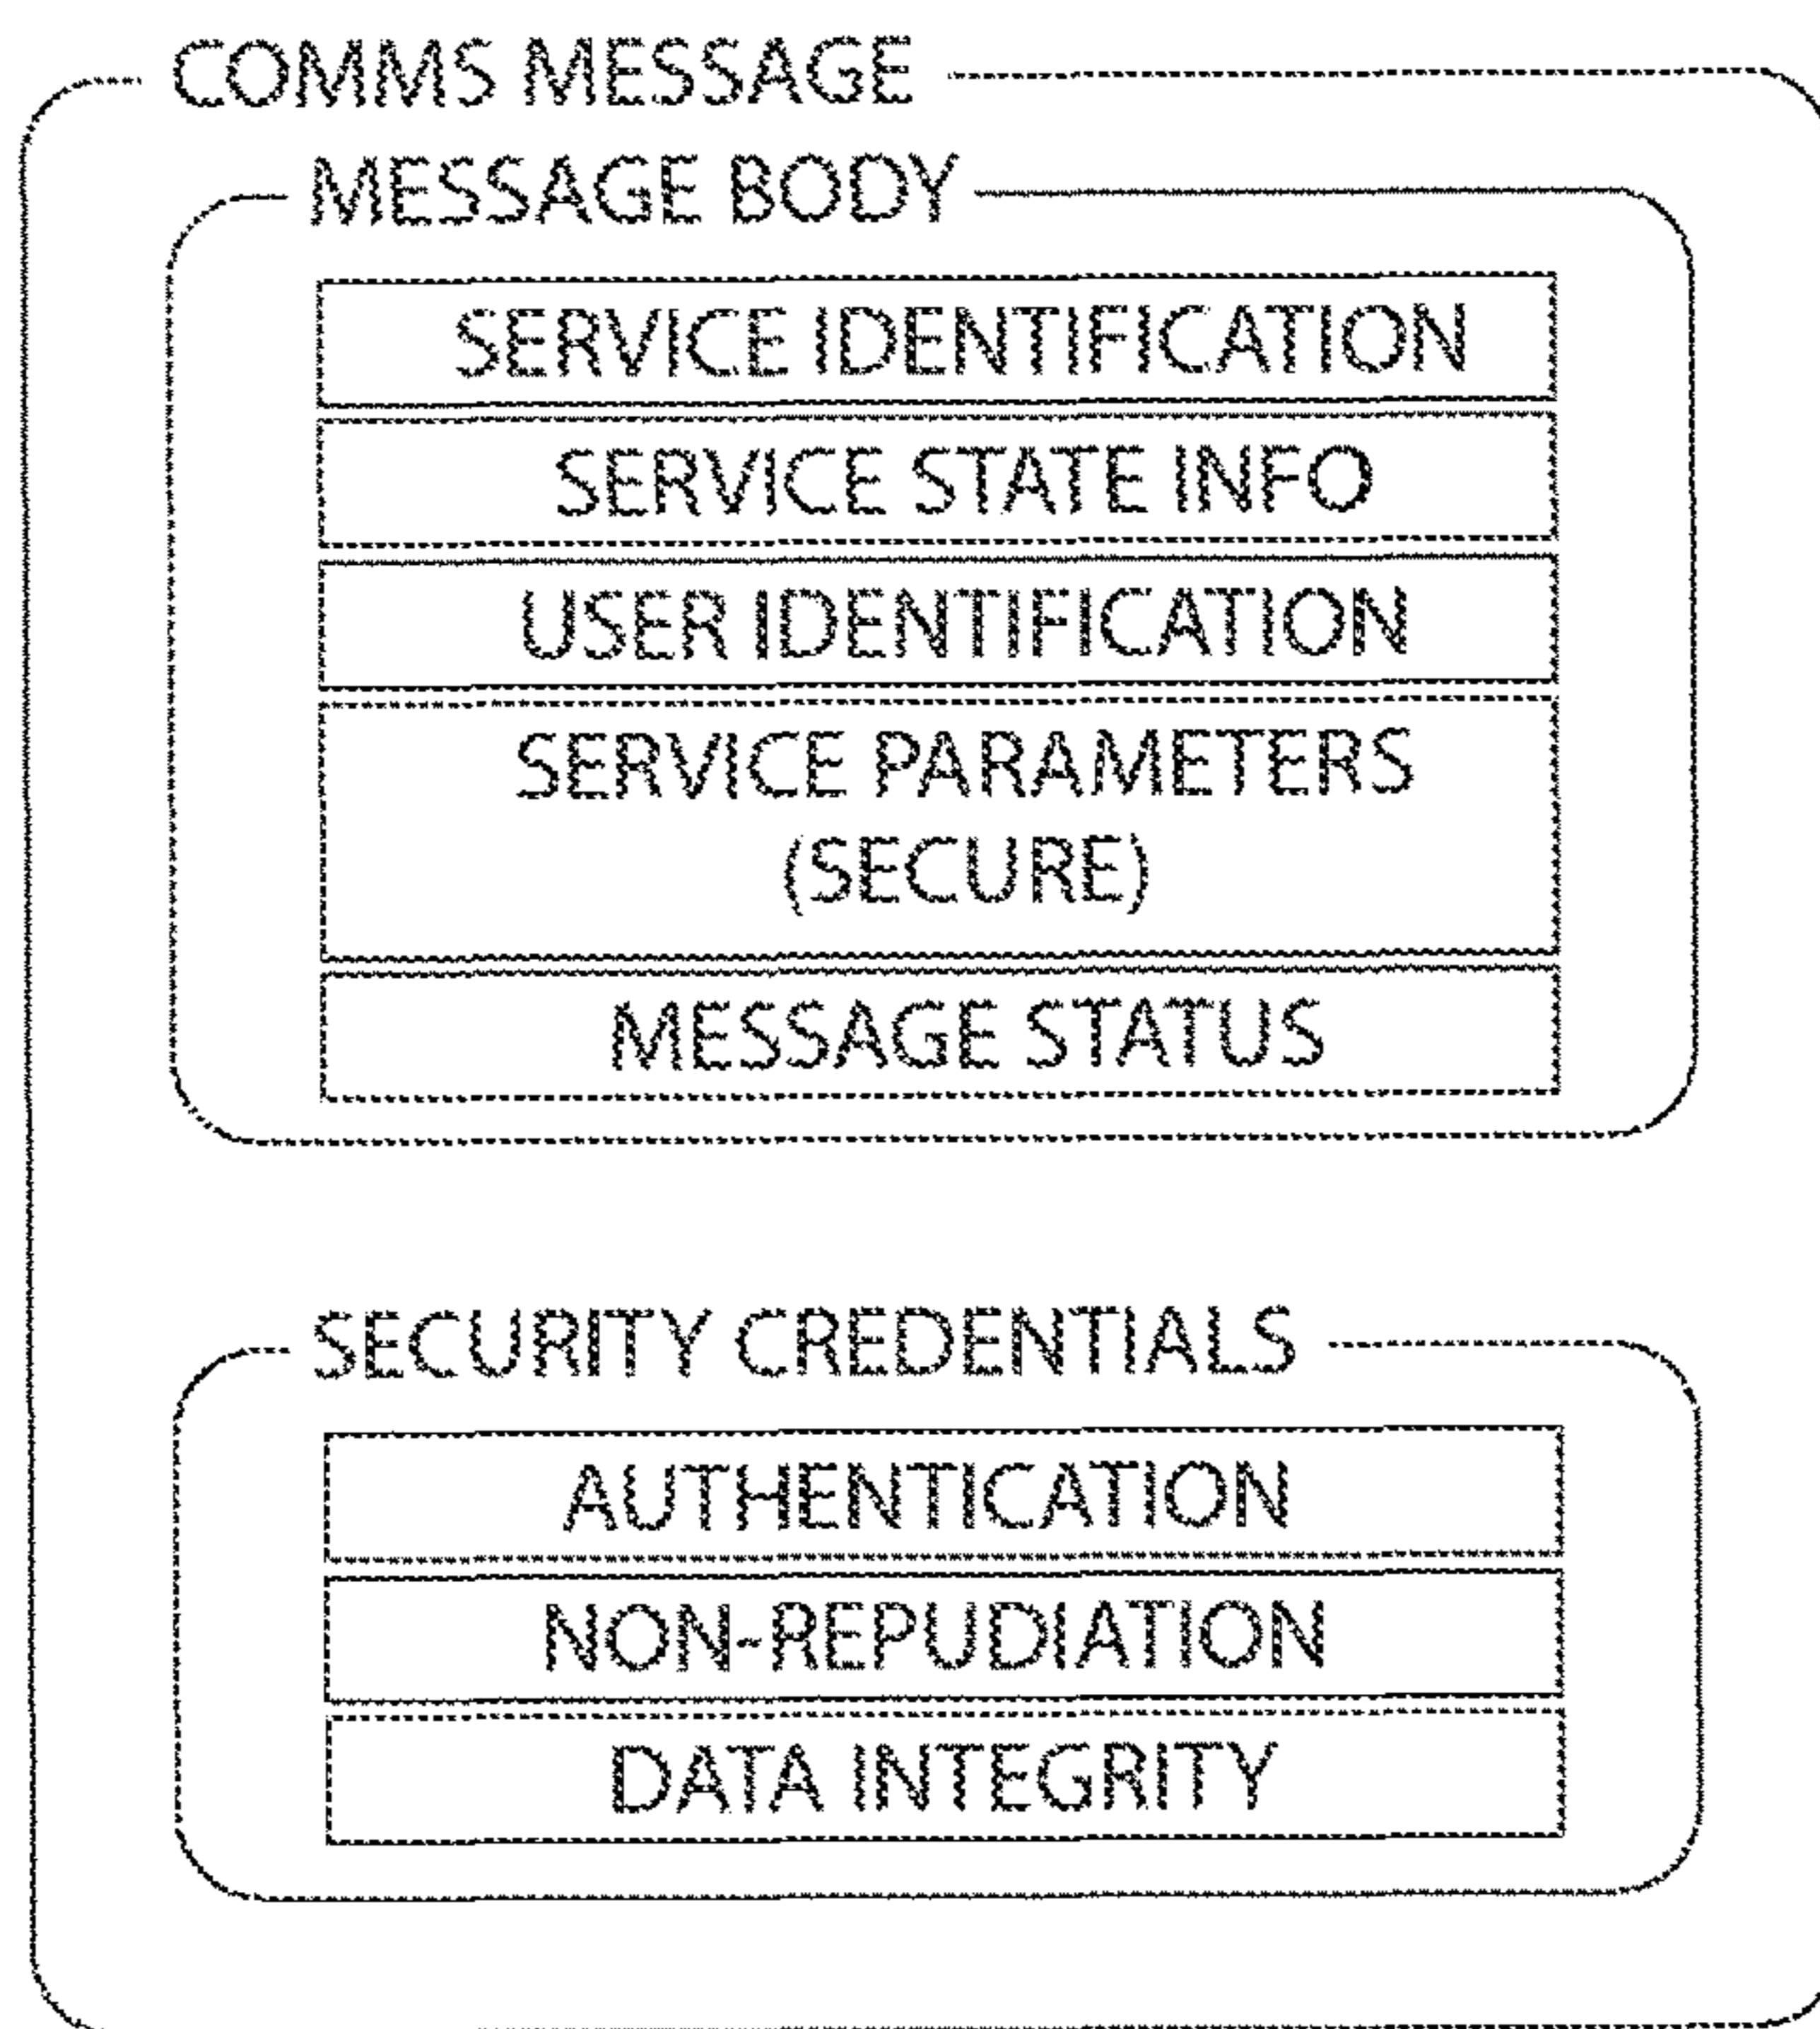 COMMS MESSAGE
MESSAGE BODY
SERVICE IDENTIFICATION
SERVICE STATE INFO
USER IDENTIFICATION
SERVICE PARAMETERS
(SECURE)
MESSAGE STATUS
SECURITY CREDENTIALS
AUTHENTICATION
NON-REPUDIATION
DATA INTEGRITY